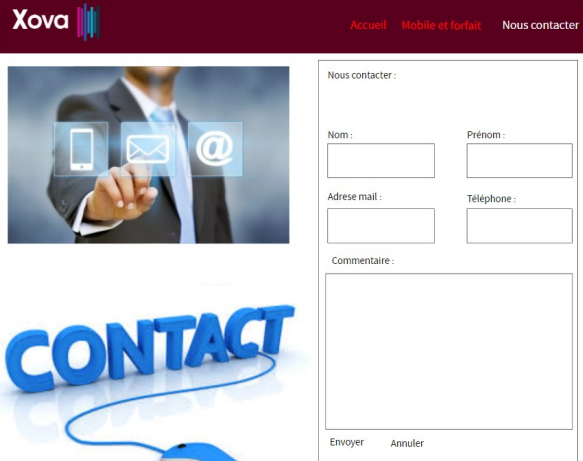 Xova
Accueil Mobile et forfait Nous contacter
Nous contacter :
Nom : Prénom :
Adrese mail : Téléphone :
Commentaire :
Envoyer Annuler
@
CONTACT